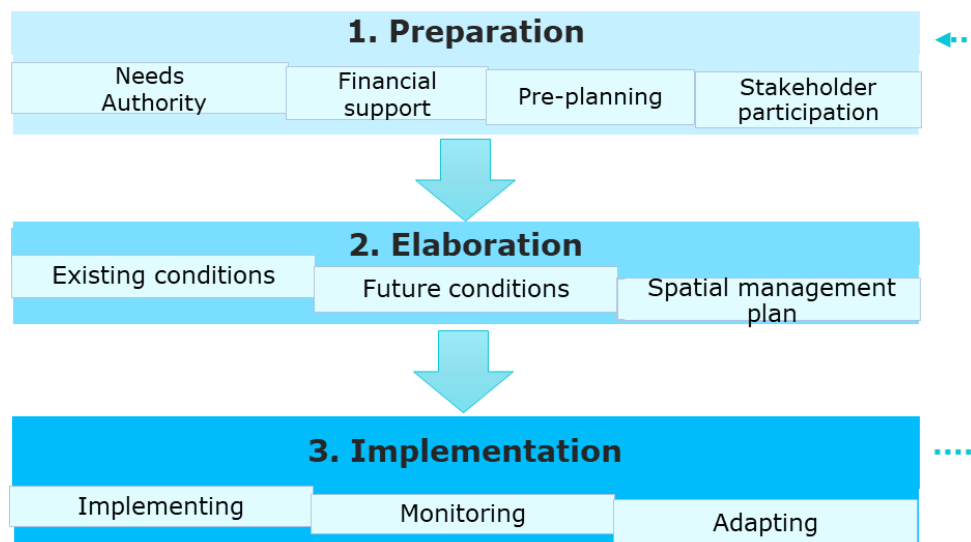 1. Preparation
Needs
Authority
Financial
support
Pre-planning
Stakeholder
participation
2. Elaboration
Existing conditions
Future conditions
Spatial management
plan
3. Implementation
Implementing
Monitoring
Adapting